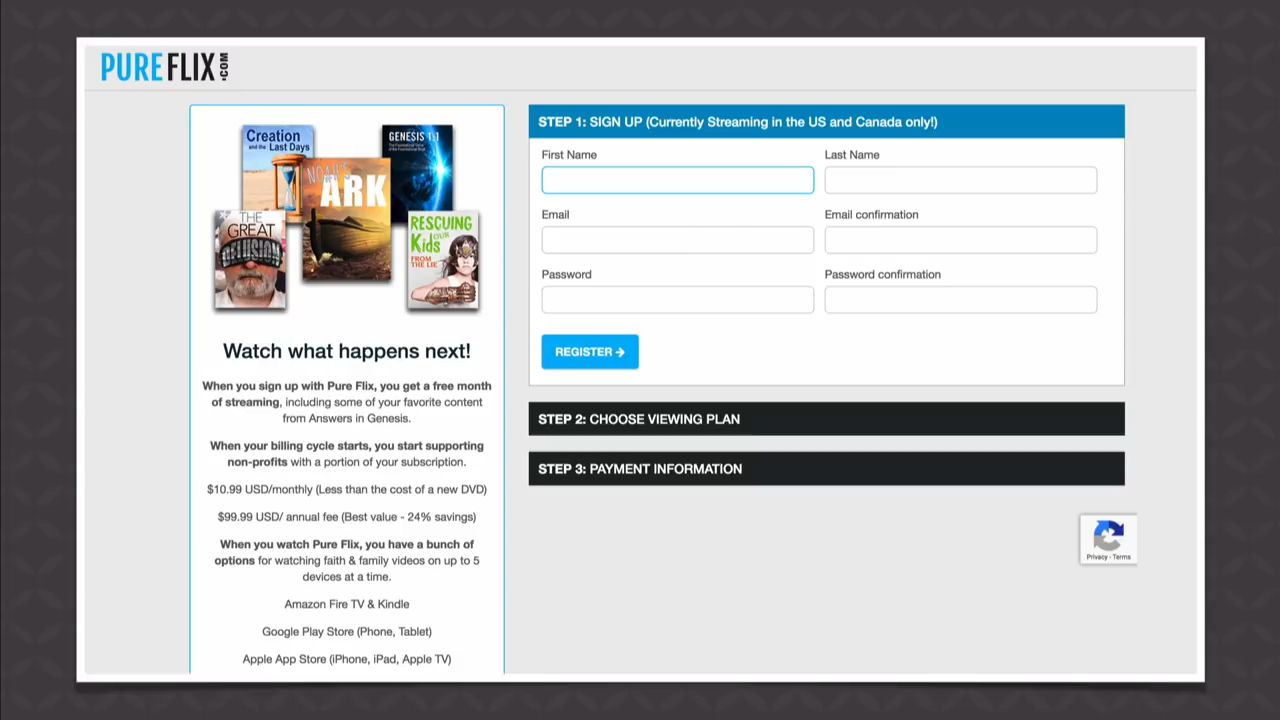 PUREFLIX.COM
Creation
and the Last Days
GENESIS 1:1
NOAH'S
ARK
THE
GREAT
DELUSION
RESCUING
OUR
Kids
FROM
THE LIE
Watch what happens next!
When you sign up with Pure Flix, you get a free month
of streaming, including some of your favorite content
from Answers in Genesis.
When your billing cycle starts, you start supporting
non-profits with a portion of your subscription.
$10.99 USD/monthly (Less than the cost of a new DVD)
$99.99 USD/ annual fee (Best value - 24% savings)
When you watch Pure Flix, you have a bunch of
options for watching faith & family videos on up to 5
devices at a time.
Amazon Fire TV & Kindle
Google Play Store (Phone, Tablet)
Apple App Store (iPhone, iPad, Apple TV)
STEP 1: SIGN UP (Currently Streaming in the US and Canada only!)
First Name Last Name
Email Email confirmation
Password Password confirmation
REGISTER →
STEP 2: CHOOSE VIEWING PLAN
STEP 3: PAYMENT INFORMATION
Privacy - Terms